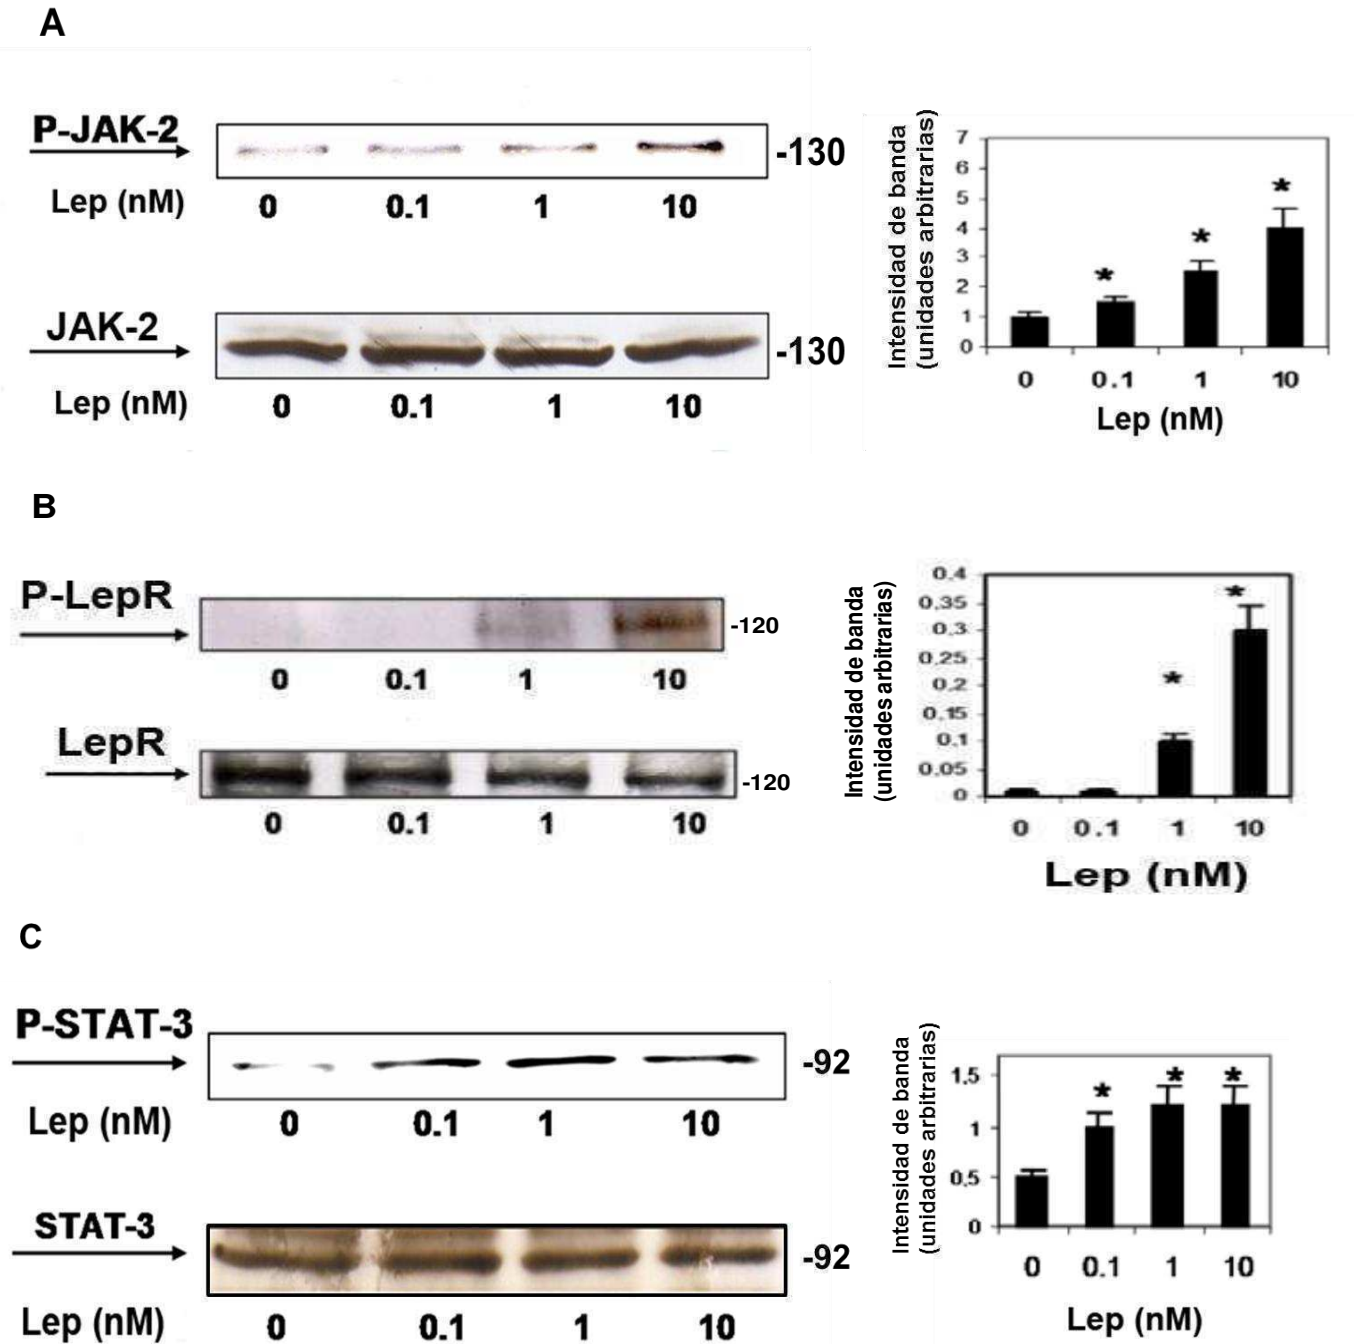 A
P-JAK-2
-130
Lep (nM)
0 0.1 1 10
JAK-2
-130
Lep (nM)
0 0.1 1 10
Intensidad de banda
(unidades arbitrarias)
7
6
5
4
3
2
1
0
* * *
0 0.1 1 10
Lep (nM)
B
P-LepR
-120
0 0.1 1 10
LepR
-120
0 0.1 1 10
Intensidad de banda
(unidades arbitrarias)
0.4
0.35
0.3
0.25
0.2
0.15
0.1
0.05
0
* *
0 0.1 1 10
Lep (nM)
C
P-STAT-3
-92
Lep (nM)
0 0.1 1 10
STAT-3
-92
Lep (nM)
0 0.1 1 10
Intensidad de banda
(unidades arbitrarias)
1.5
1
0.5
0
* * *
0 0.1 1 10
Lep (nM)